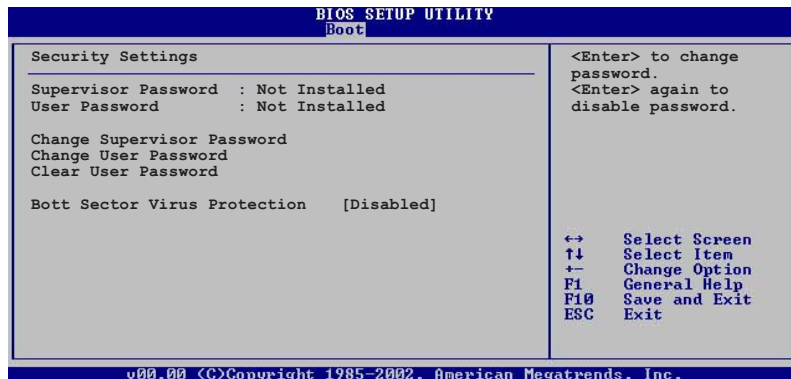 BIOS SETUP UTILITY
Boot
Security Settings
Supervisor Password : Not Installed
User Password : Not Installed
Change Supervisor Password
Change User Password
Clear User Password
Bott Sector Virus Protection [Disabled]
<Enter> to change
password.
<Enter> again to
disable password.
←→ Select Screen
↑↓ Select Item
+- Change Option
F1 General Help
F10 Save and Exit
ESC Exit
v00.00 (C)Copyright 1985-2002, American Megatrends, Inc.